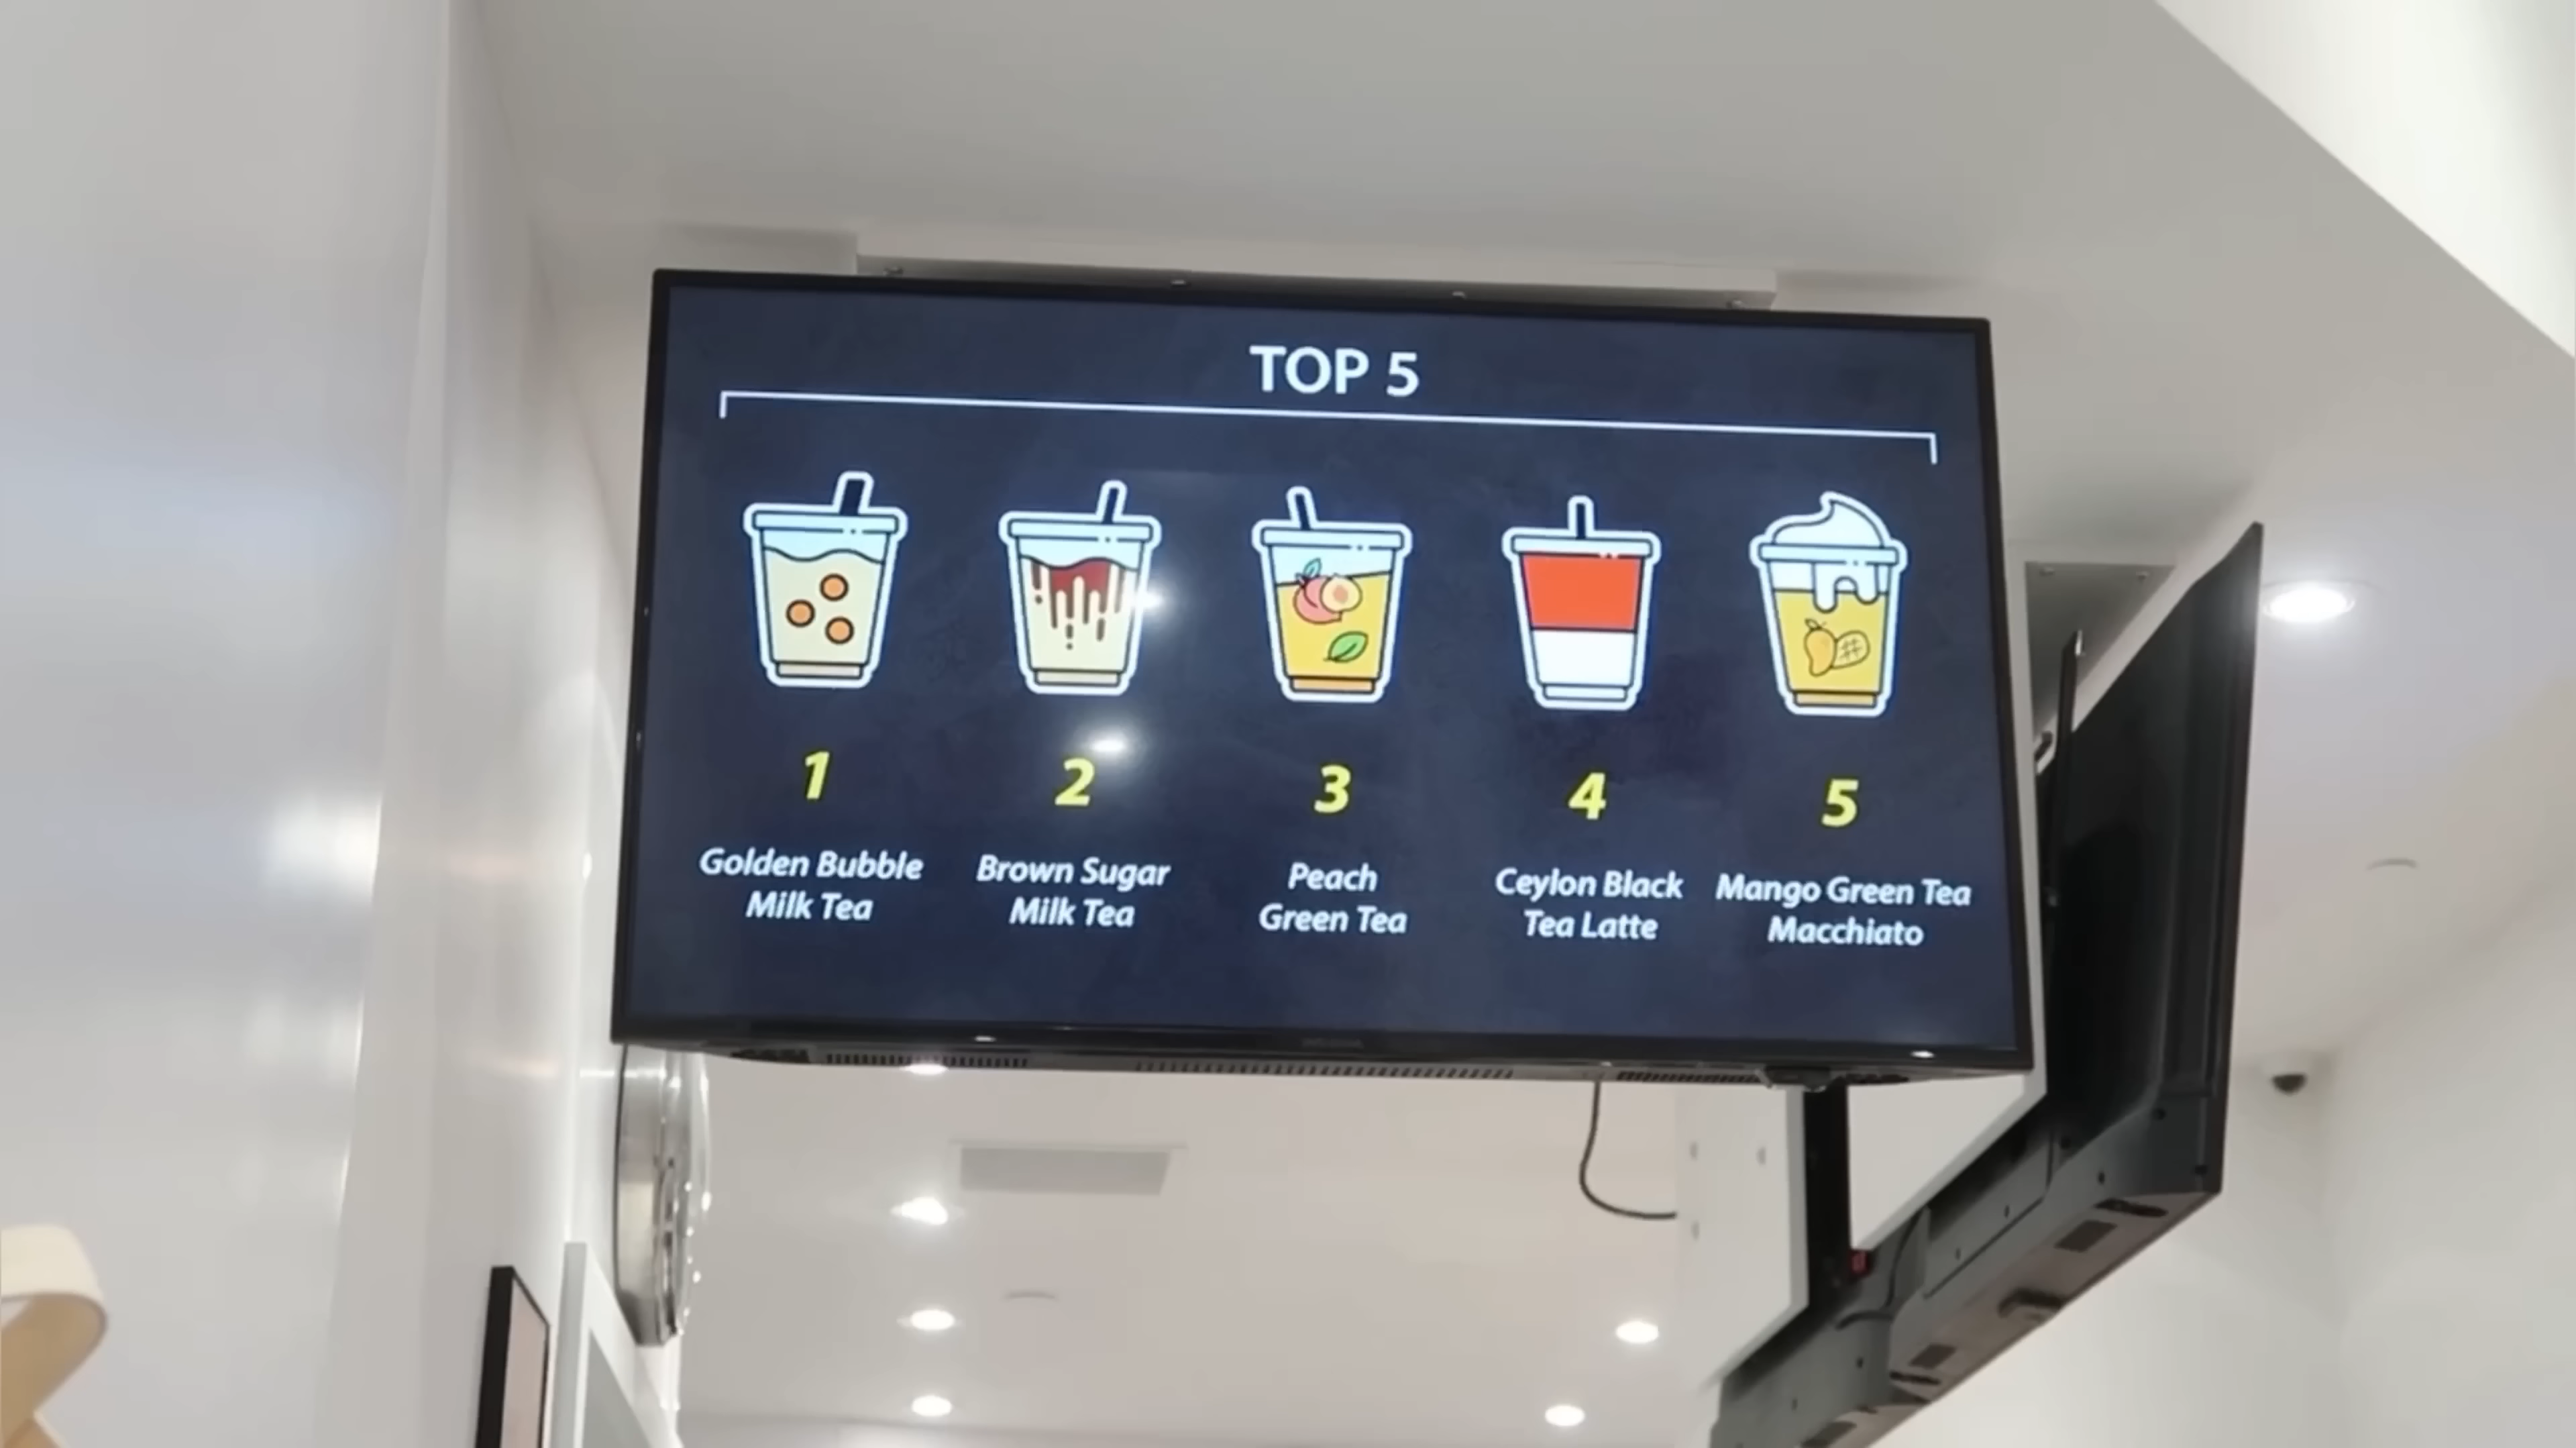 TOP 5
1
Golden Bubble
Milk Tea
2
Brown Sugar
Milk Tea
3
Peach
Green Tea
4
Ceylon Black
Tea Latte
5
Mango Green Tea
Macchiato